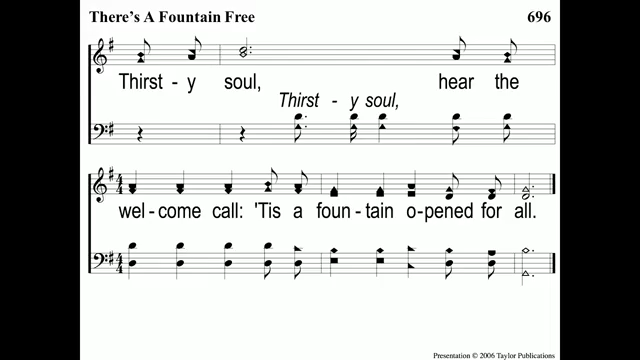 There's A Fountain Free 696
Thirst - y soul, hear the
Thirst - y soul,
wel - come call: 'Tis a foun - tain o - pened for all.
Presentation © 2006 Taylor Publications